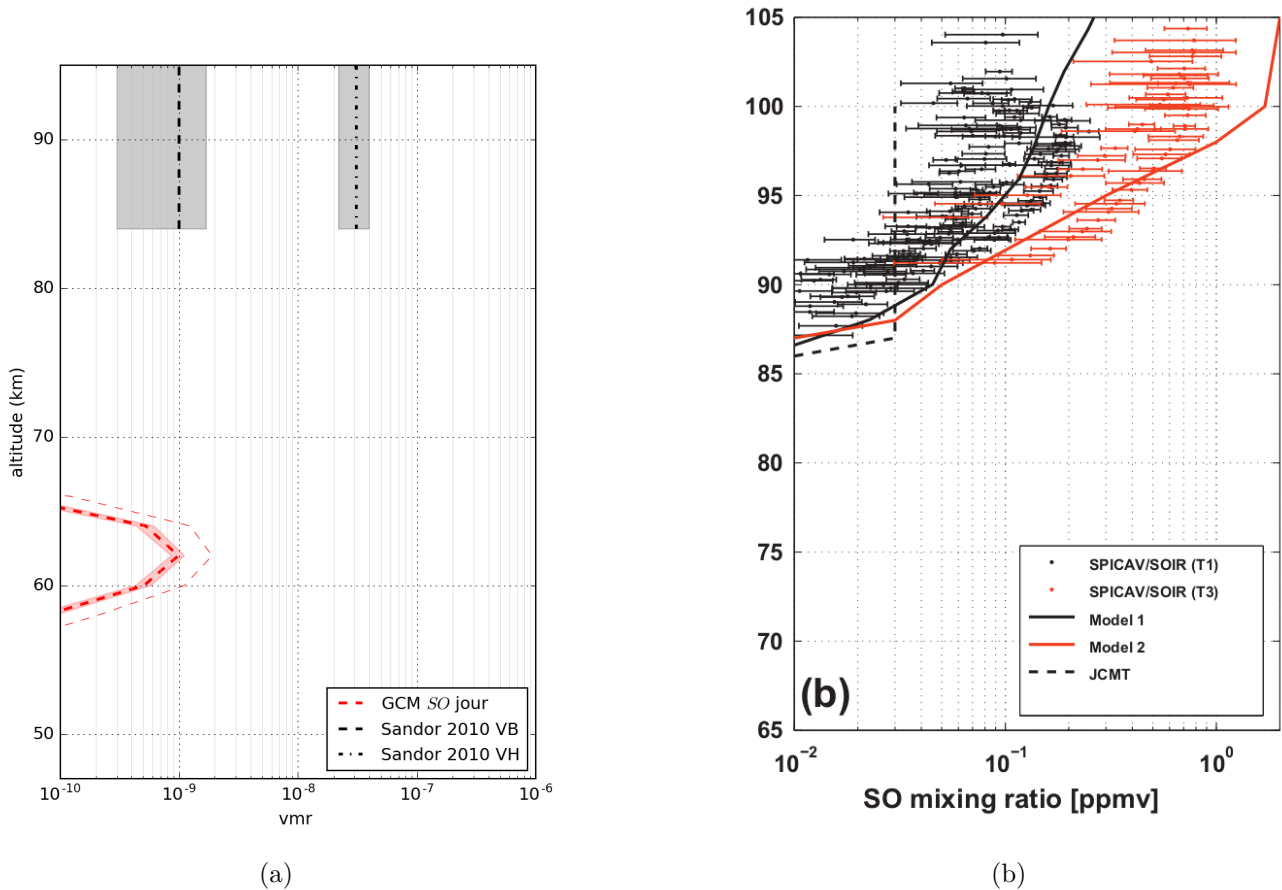 altitude (km)
90
80
70
60
50
GCM SO jour
Sandor 2010 VB
Sandor 2010 VH
10⁻¹⁰
10⁻⁹
10⁻⁸
10⁻⁷
10⁻⁶
vmr
(a)
105
100
95
90
85
80
75
70
65
SPICAV/SOIR (T1)
SPICAV/SOIR (T3)
Model 1
Model 2
JCMT
(b)
10⁻²
10⁻¹
10⁰
SO mixing ratio [ppmv]
(b)